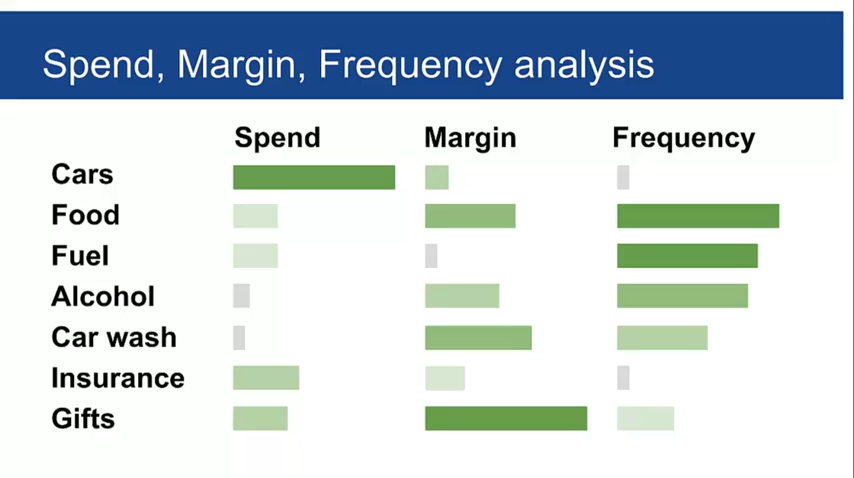 Spend, Margin, Frequency analysis
Spend Margin Frequency
Cars
Food
Fuel
Alcohol
Car wash
Insurance
Gifts